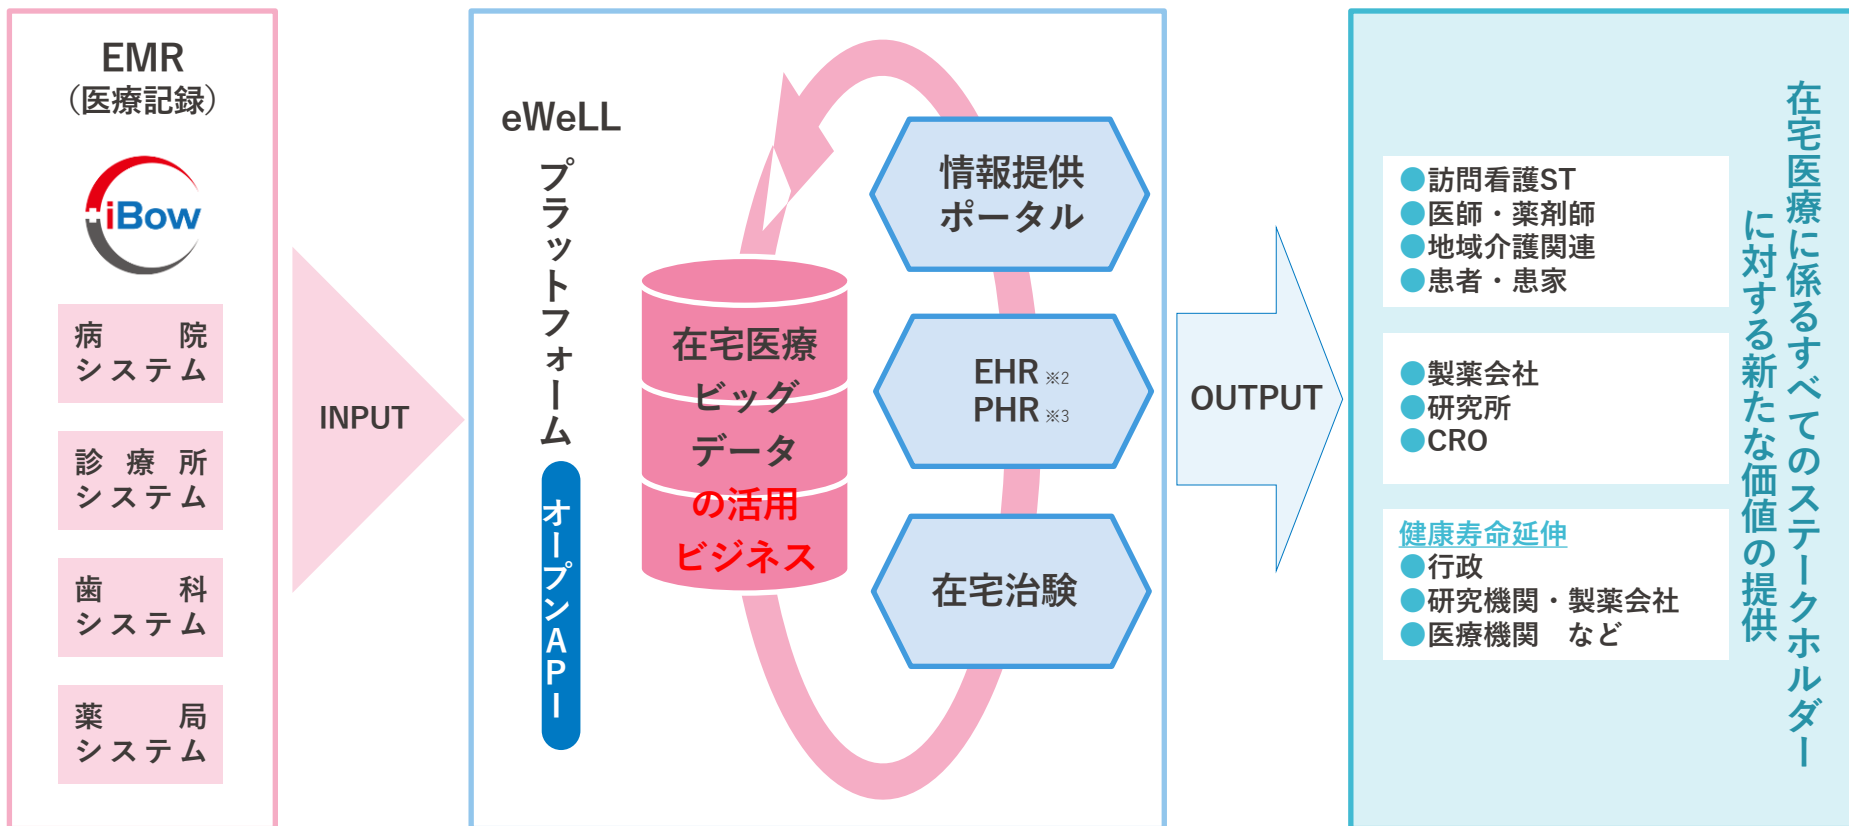 EMR
（医療記録）
iBow
病院
システム
診療所
システム
歯科
システム
薬局
システム
INPUT
eWeLL
プラットフォーム
オープンAPI
在宅医療
ビッグ
データ
の活用
ビジネス
情報提供
ポータル
EHR ※2
PHR ※3
在宅治験
OUTPUT
●訪問看護ST
●医師・薬剤師
●地域介護関連
●患者・患家
●製薬会社
●研究所
●CRO
健康寿命延伸
●行政
●研究機関・製薬会社
●医療機関　など
在宅医療に係るすべてのステークホルダー
に対する新たな価値の提供